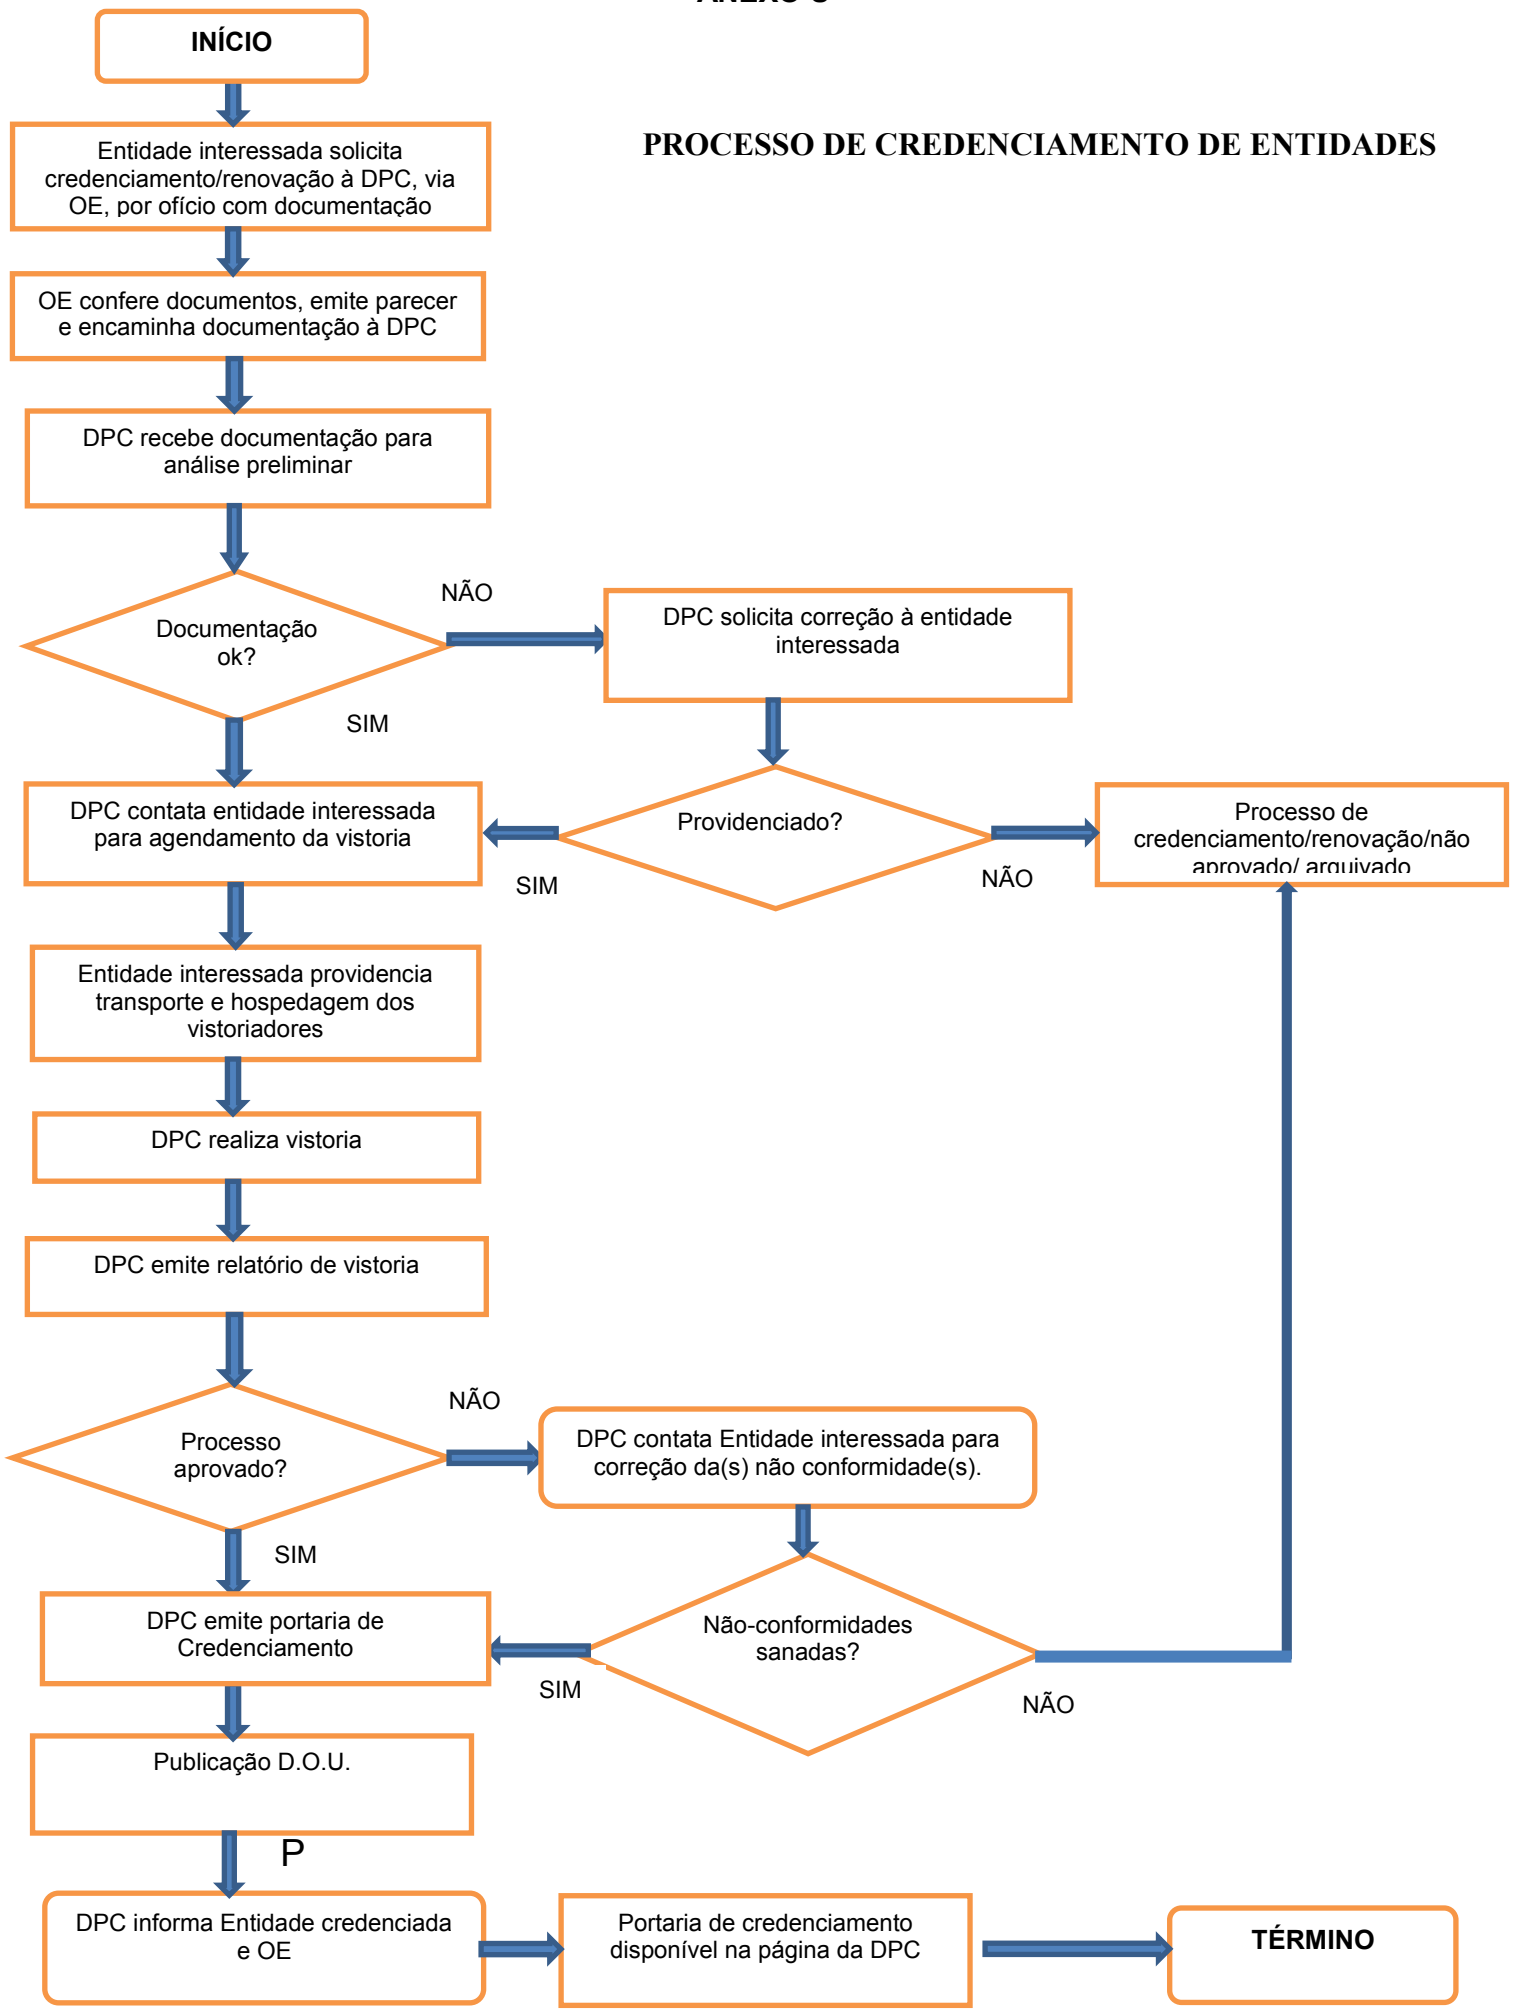 INÍCIO
PROCESSO DE CREDENCIAMENTO DE ENTIDADES
Entidade interessada solicita
credenciamento/renovação à DPC, via
OE, por ofício com documentação
OE confere documentos, emite parecer
e encaminha documentação à DPC
DPC recebe documentação para
análise preliminar
Documentação
ok?
NÃO
SIM
DPC solicita correção à entidade
interessada
DPC contata entidade interessada
para agendamento da vistoria
Providenciado?
SIM
NÃO
Processo de
credenciamento/renovação/não
aprovado/ arquivado
Entidade interessada providencia
transporte e hospedagem dos
vistoriadores
DPC realiza vistoria
DPC emite relatório de vistoria
Processo
aprovado?
NÃO
SIM
DPC contata Entidade interessada para
correção da(s) não conformidade(s).
DPC emite portaria de
Credenciamento
Não-conformidades
sanadas?
SIM
NÃO
Publicação D.O.U.
P
DPC informa Entidade credenciada
e OE
Portaria de credenciamento
disponível na página da DPC
TÉRMINO